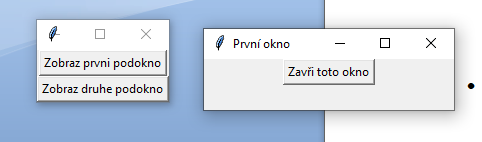 Zobraz prvni podokno
Zobraz druhe podokno
První okno
Zavři toto okno